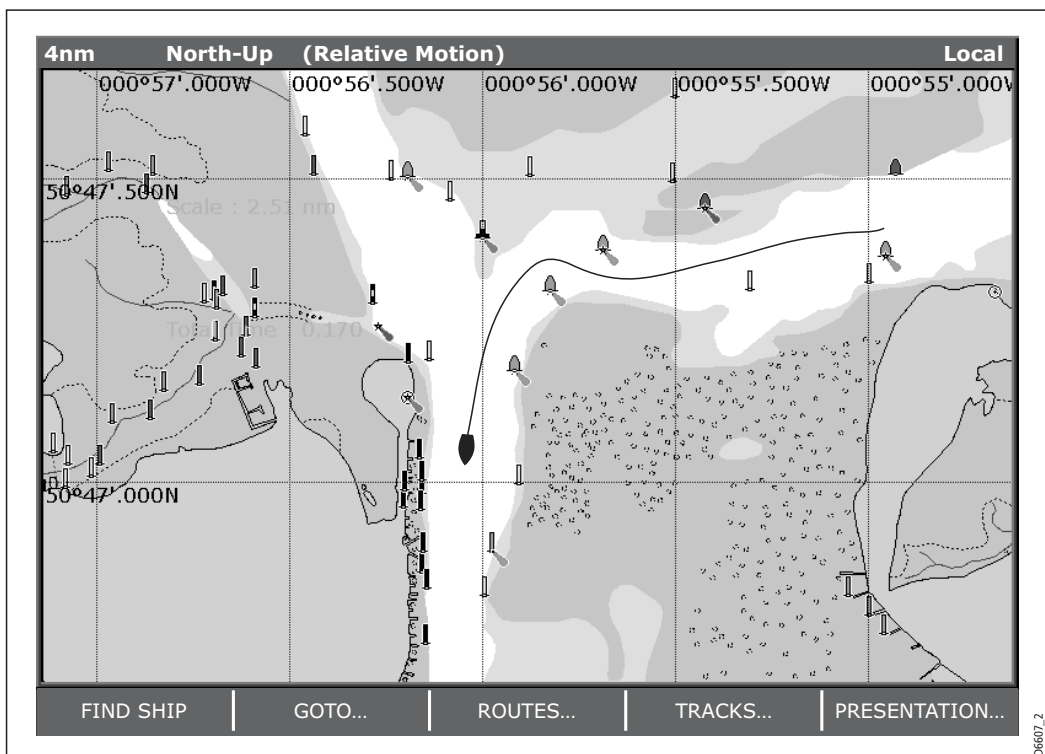 4nm North-Up (Relative Motion) Local
000°57'.000W 000°56'.500W 000°56'.000W 000°55'.500W 000°55'.000W
50°47'.500N
Scale : 2.51 nm
Total Time : 0.170
50°47'.000N
FIND SHIP GOTO... ROUTES... TRACKS... PRESENTATION...
D6607_2